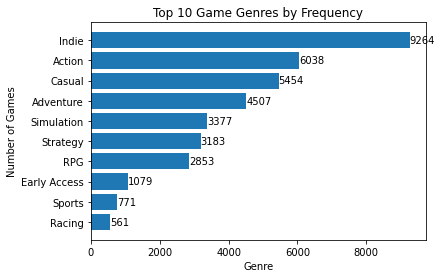 Top 10 Game Genres by Frequency
Number of Games
Indie 9264
Action 6038
Casual 5454
Adventure 4507
Simulation 3377
Strategy 3183
RPG 2853
Early Access 1079
Sports 771
Racing 561
0 2000 4000 6000 8000
Genre